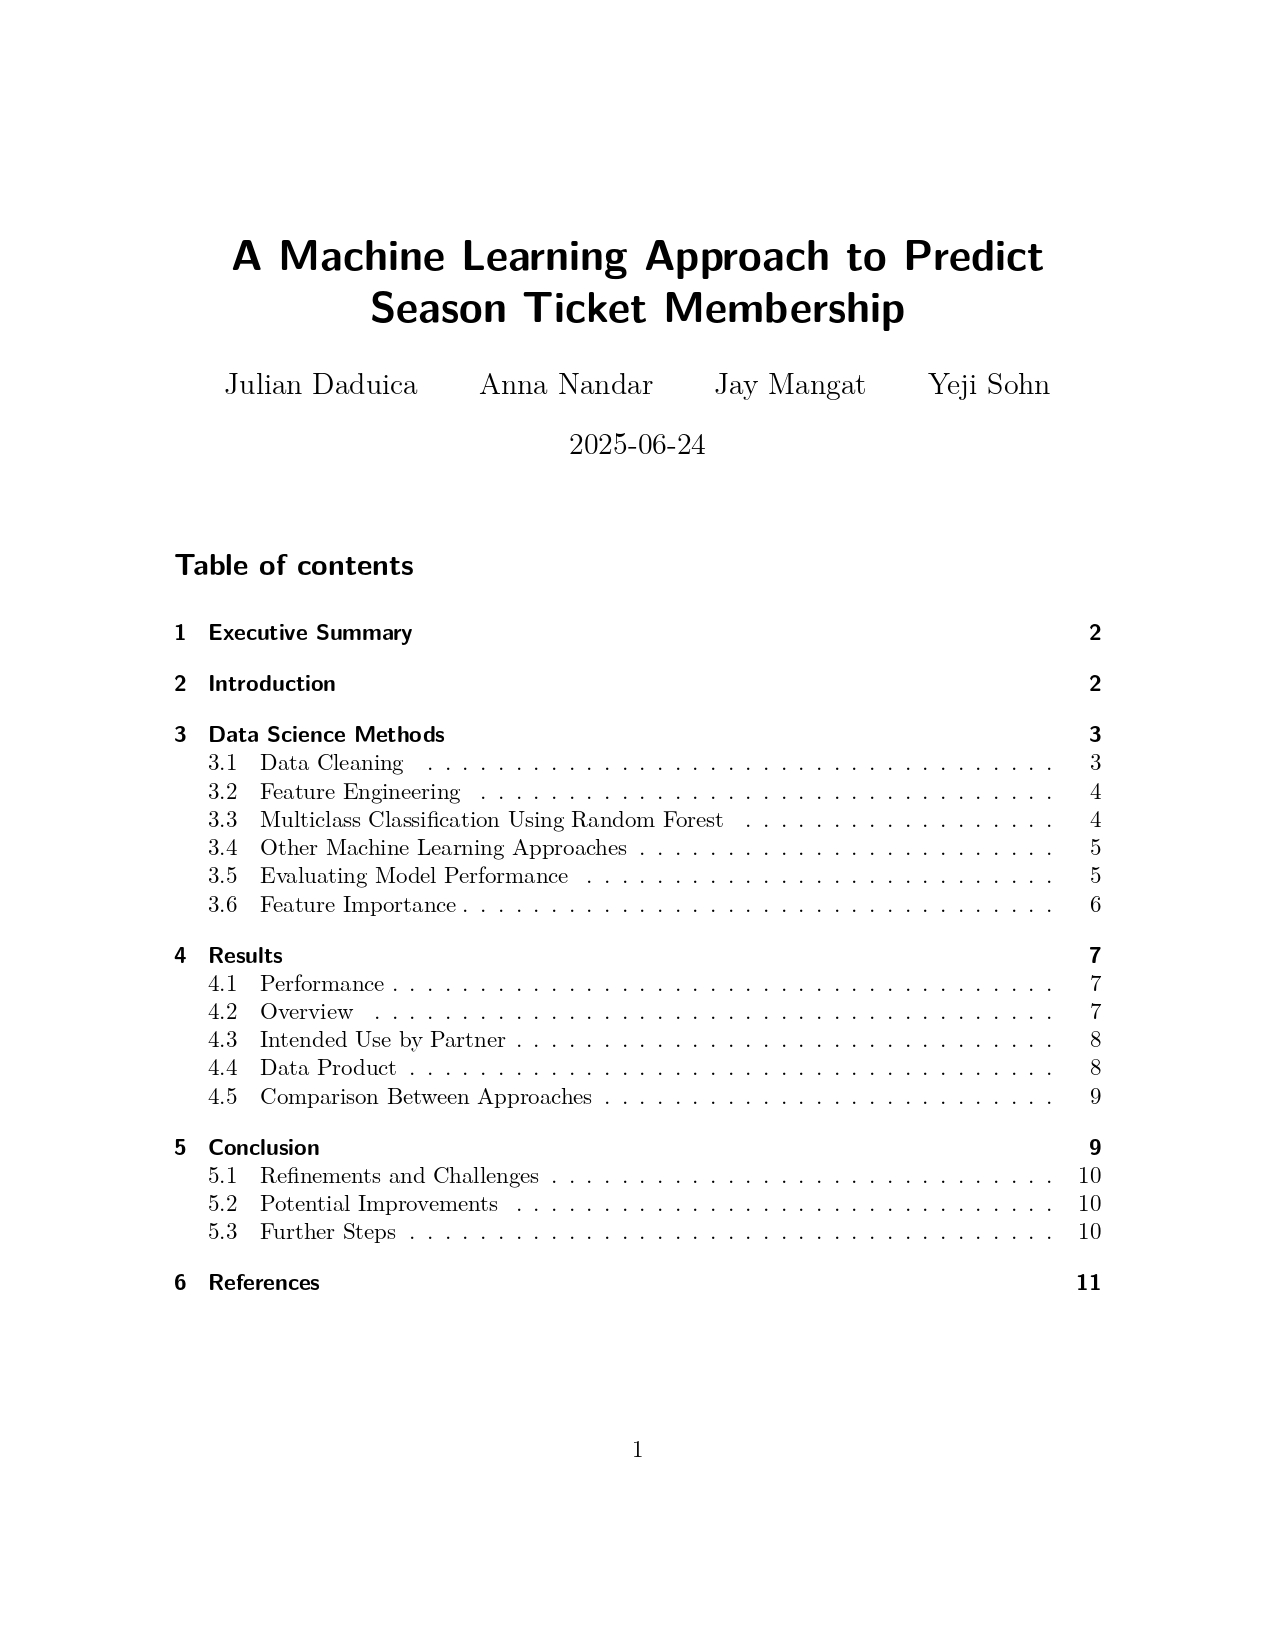 A Machine Learning Approach to Predict
Season Ticket Membership
Julian Daduica Anna Nandar Jay Mangat Yeji Sohn
2025-06-24
Table of contents
1 Executive Summary 2
2 Introduction 2
3 Data Science Methods 3
3.1 Data Cleaning . . . . . . . . . . . . . . . . . . . . . . . . . . . . . . . . . . . . 3
3.2 Feature Engineering . . . . . . . . . . . . . . . . . . . . . . . . . . . . . . . . . 4
3.3 Multiclass Classification Using Random Forest . . . . . . . . . . . . . . . . . . 4
3.4 Other Machine Learning Approaches . . . . . . . . . . . . . . . . . . . . . . . . 5
3.5 Evaluating Model Performance . . . . . . . . . . . . . . . . . . . . . . . . . . . 5
3.6 Feature Importance . . . . . . . . . . . . . . . . . . . . . . . . . . . . . . . . . . 6
4 Results 7
4.1 Performance . . . . . . . . . . . . . . . . . . . . . . . . . . . . . . . . . . . . . . 7
4.2 Overview . . . . . . . . . . . . . . . . . . . . . . . . . . . . . . . . . . . . . . . 7
4.3 Intended Use by Partner . . . . . . . . . . . . . . . . . . . . . . . . . . . . . . . 8
4.4 Data Product . . . . . . . . . . . . . . . . . . . . . . . . . . . . . . . . . . . . . 8
4.5 Comparison Between Approaches . . . . . . . . . . . . . . . . . . . . . . . . . . 9
5 Conclusion 9
5.1 Refinements and Challenges . . . . . . . . . . . . . . . . . . . . . . . . . . . . . 10
5.2 Potential Improvements . . . . . . . . . . . . . . . . . . . . . . . . . . . . . . . 10
5.3 Further Steps . . . . . . . . . . . . . . . . . . . . . . . . . . . . . . . . . . . . . 10
6 References 11
1